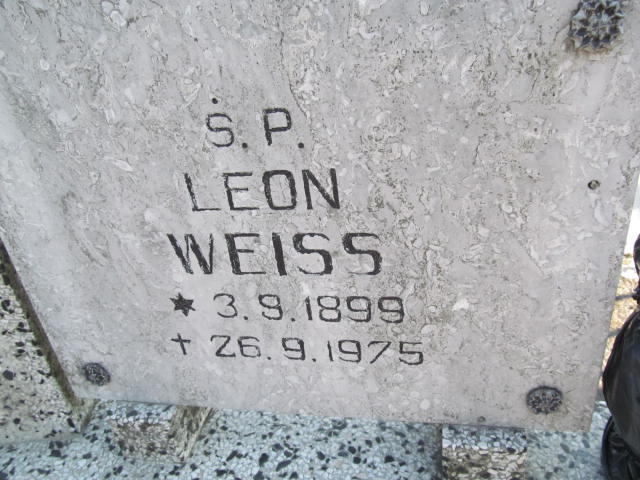 Ś.P.
LEON
WEISS
* 3.9.1899
† 26.9.1975